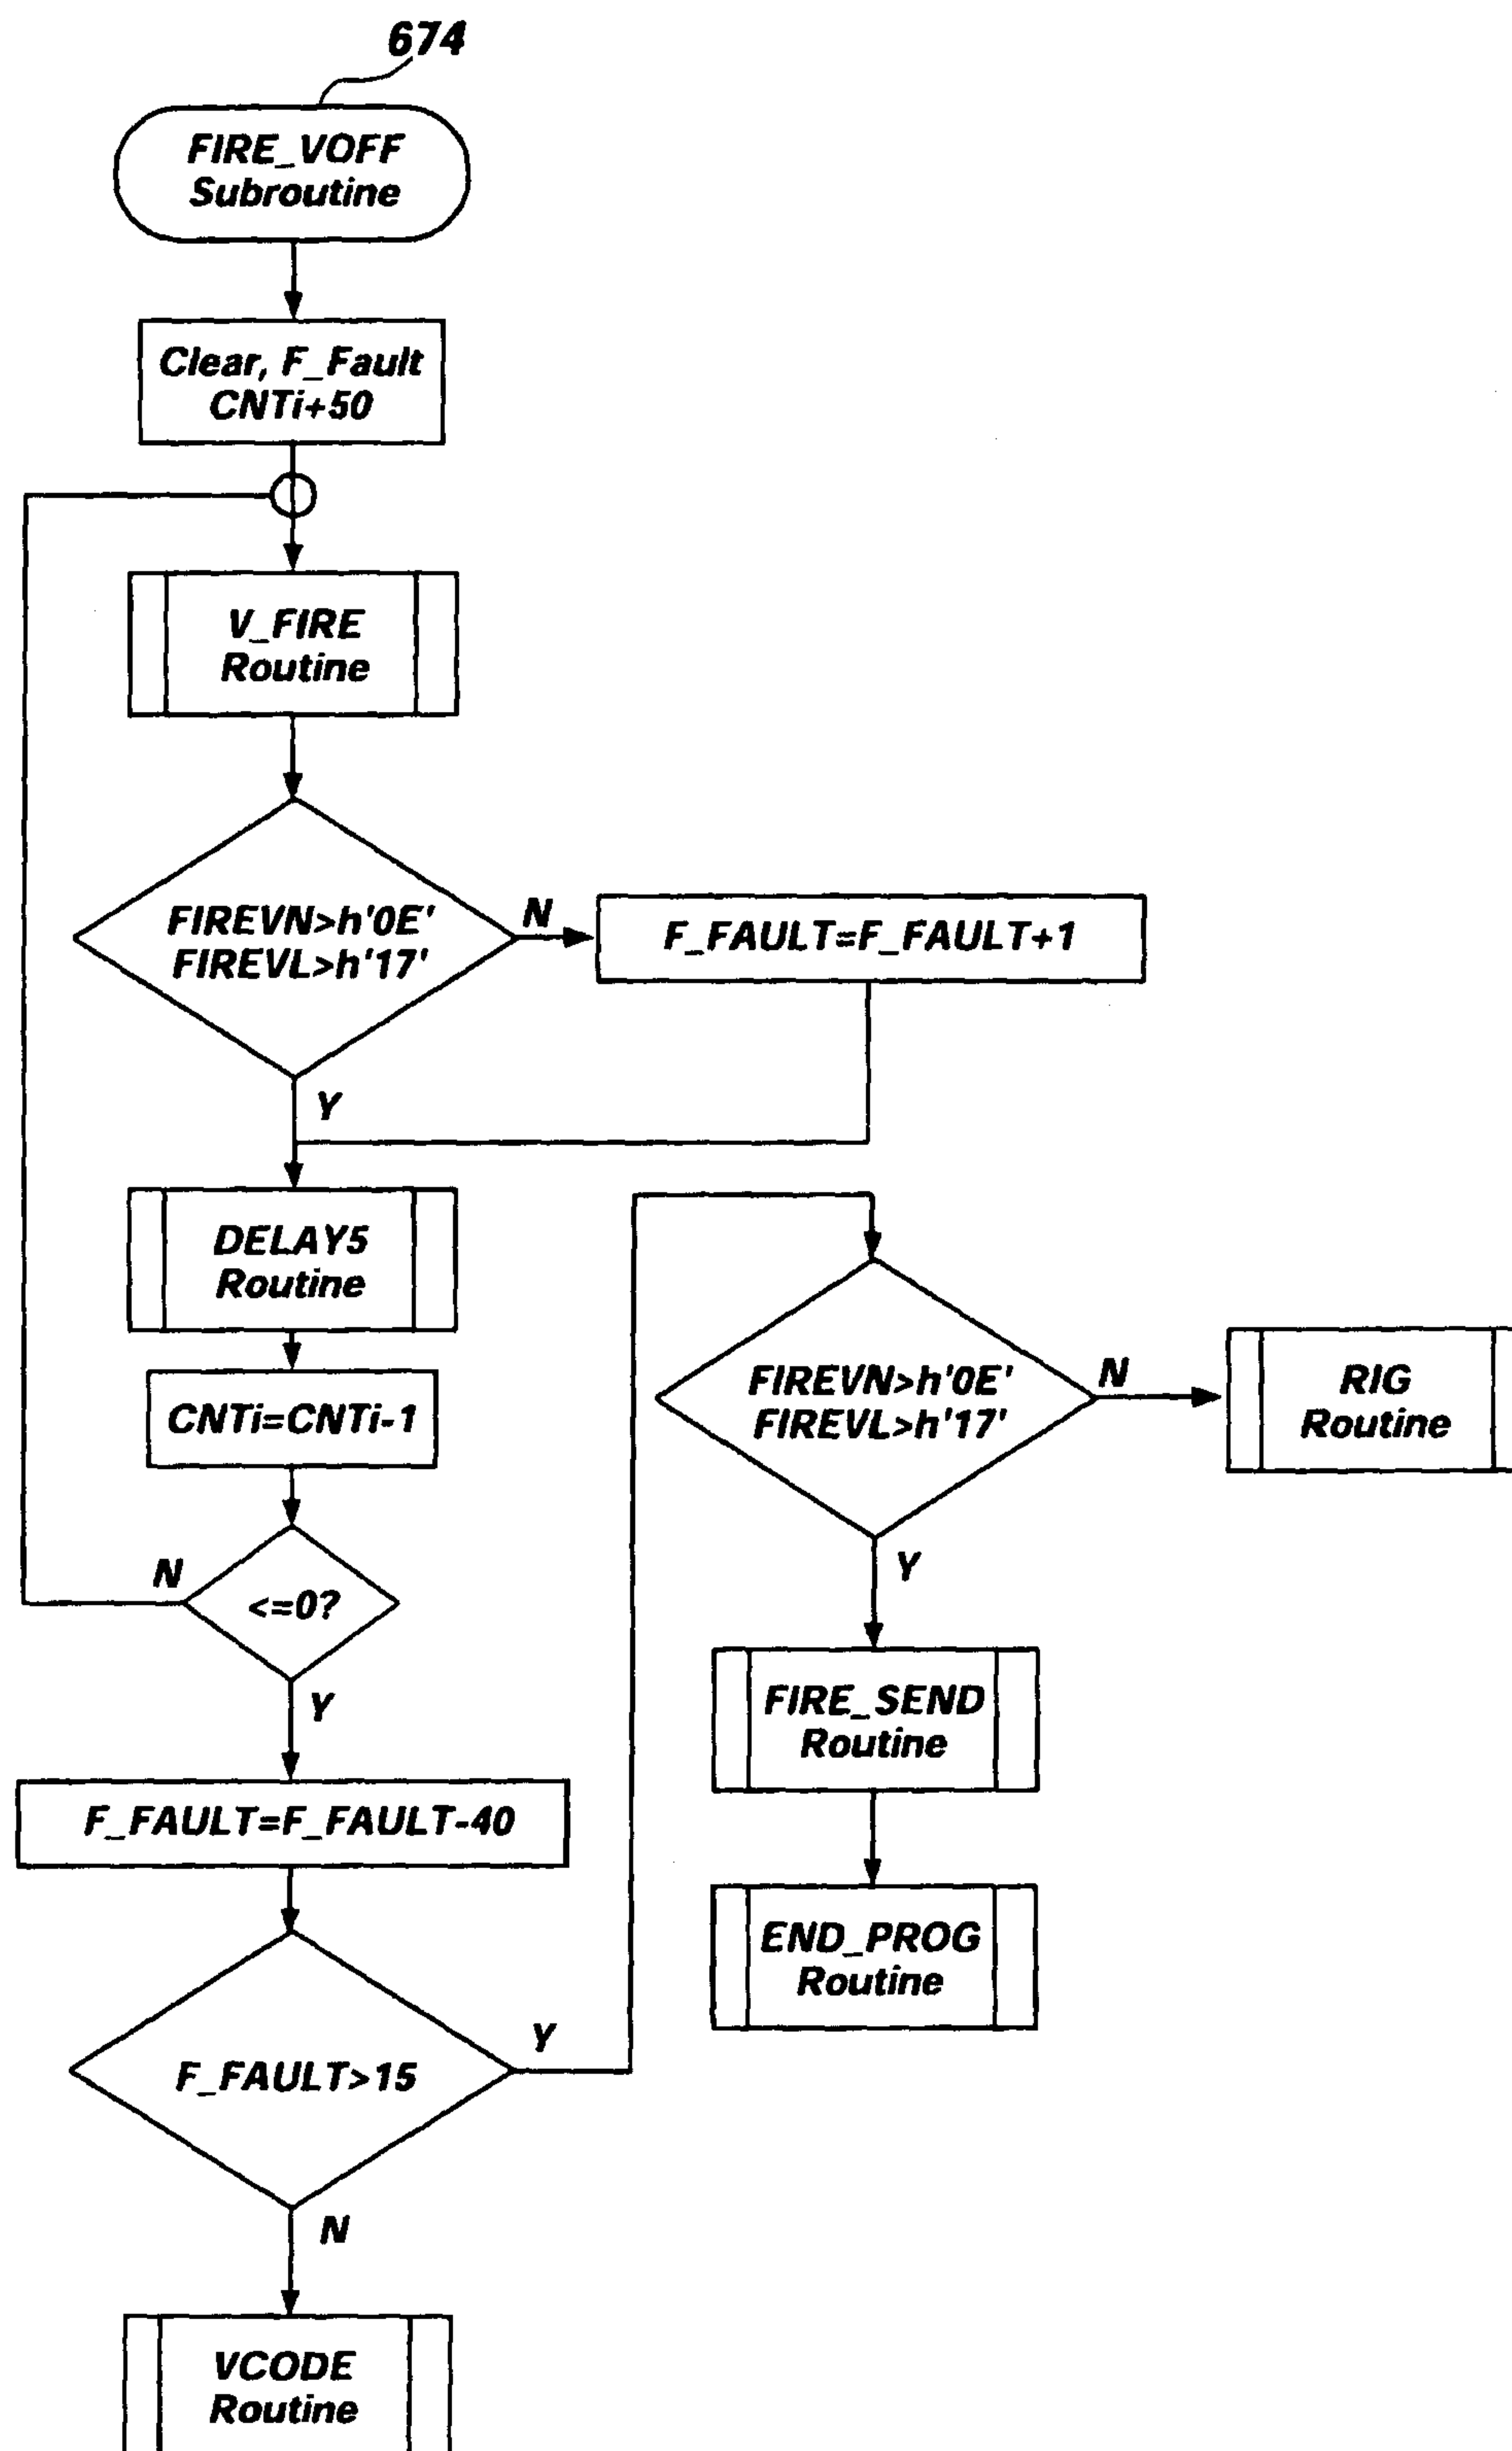 674
FIRE_VOFF
Subroutine
Clear, F_Fault
CNTi+50
V_FIRE
Routine
FIREVN>h'0E'
FIREVL>h'17'
N
F_FAULT=F_FAULT+1
Y
DELAY5
Routine
CNTi=CNTi-1
<=0?
N
Y
F_FAULT=F_FAULT-40
F_FAULT>15
Y
N
VCODE
Routine
FIREVN>h'0E'
FIREVL>h'17'
N
RIG
Routine
Y
FIRE_SEND
Routine
END_PROG
Routine